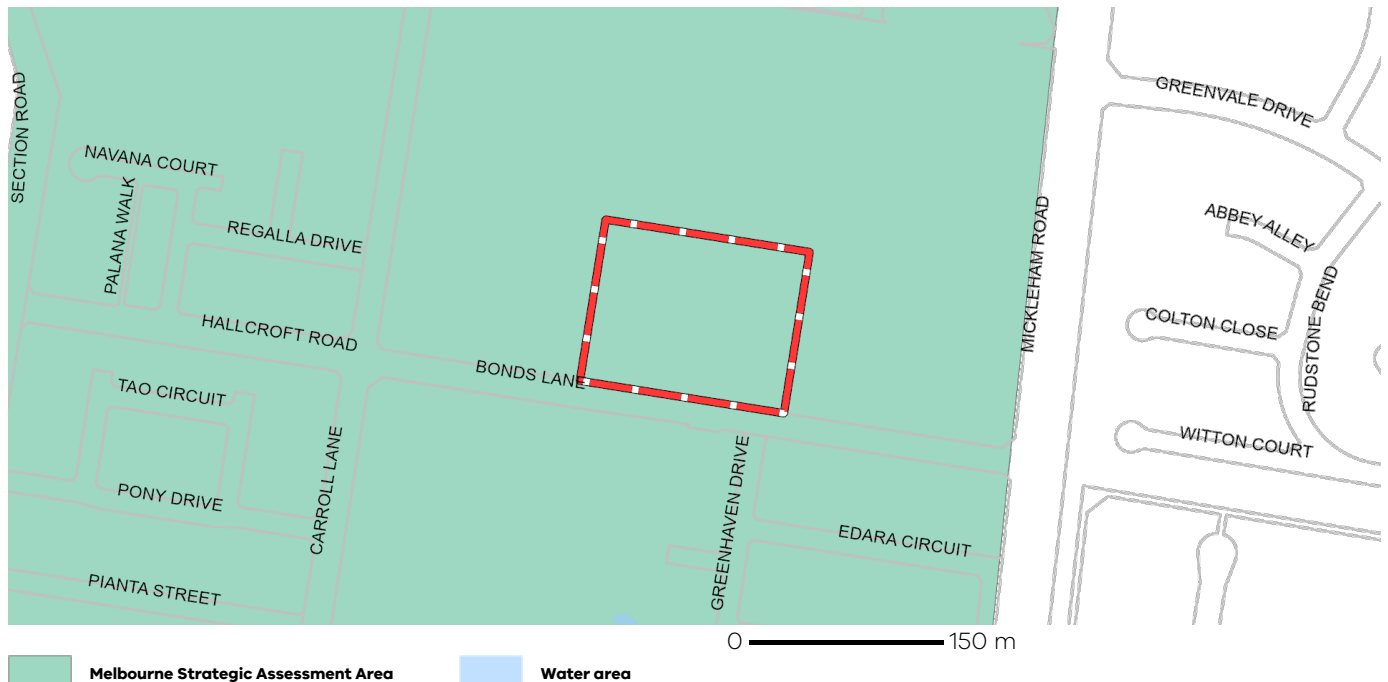 GREENVALE DRIVE
SECTION ROAD
NAVANA COURT
PALANA WALK
ABBEY ALLEY
REGALLA DRIVE
MICKLEHAM ROAD
RUDSTONE BEND
COLTON CLOSE
HALLCROFT ROAD
BONDS LANE
TAO CIRCUIT
WITTON COURT
CARROLL LANE
GREENHAVEN DRIVE
PONY DRIVE
EDARA CIRCUIT
PIANTA STREET
0 150 m
Melbourne Strategic Assessment Area
Water area